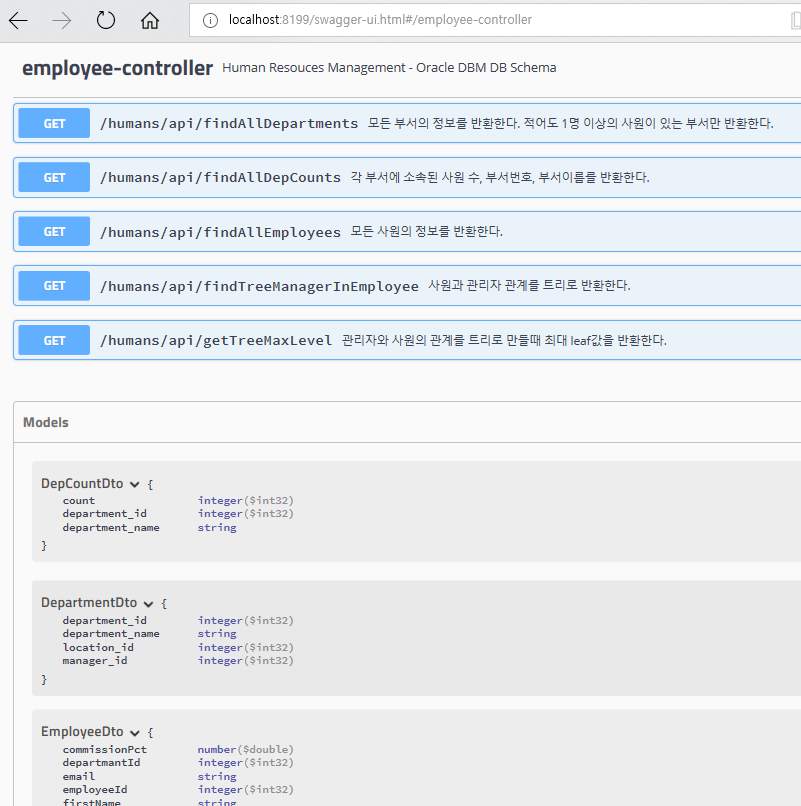 localhost:8199/swagger-ui.html#/employee-controller
employee-controller Human Resouces Management - Oracle DBM DB Schema
GET /humans/api/findAllDepartments 모든 부서의 정보를 반환한다. 적어도 1명 이상의 사원이 있는 부서만 반환한다.
GET /humans/api/findAllDepCounts 각 부서에 소속된 사원 수, 부서번호, 부서이름를 반환한다.
GET /humans/api/findAllEmployees 모든 사원의 정보를 반환한다.
GET /humans/api/findTreeManagerInEmployee 사원과 관리자 관계를 트리로 반환한다.
GET /humans/api/getTreeMaxLevel 관리자와 사원의 관계를 트리로 만들때 최대 leaf값을 반환한다.
Models
DepCountDto {
count integer($int32)
department_id integer($int32)
department_name string
}
DepartmentDto {
department_id integer($int32)
department_name string
location_id integer($int32)
manager_id integer($int32)
}
EmployeeDto {
commissionPct number($double)
departmantId integer($int32)
email string
employeeId integer($int32)
firstName string